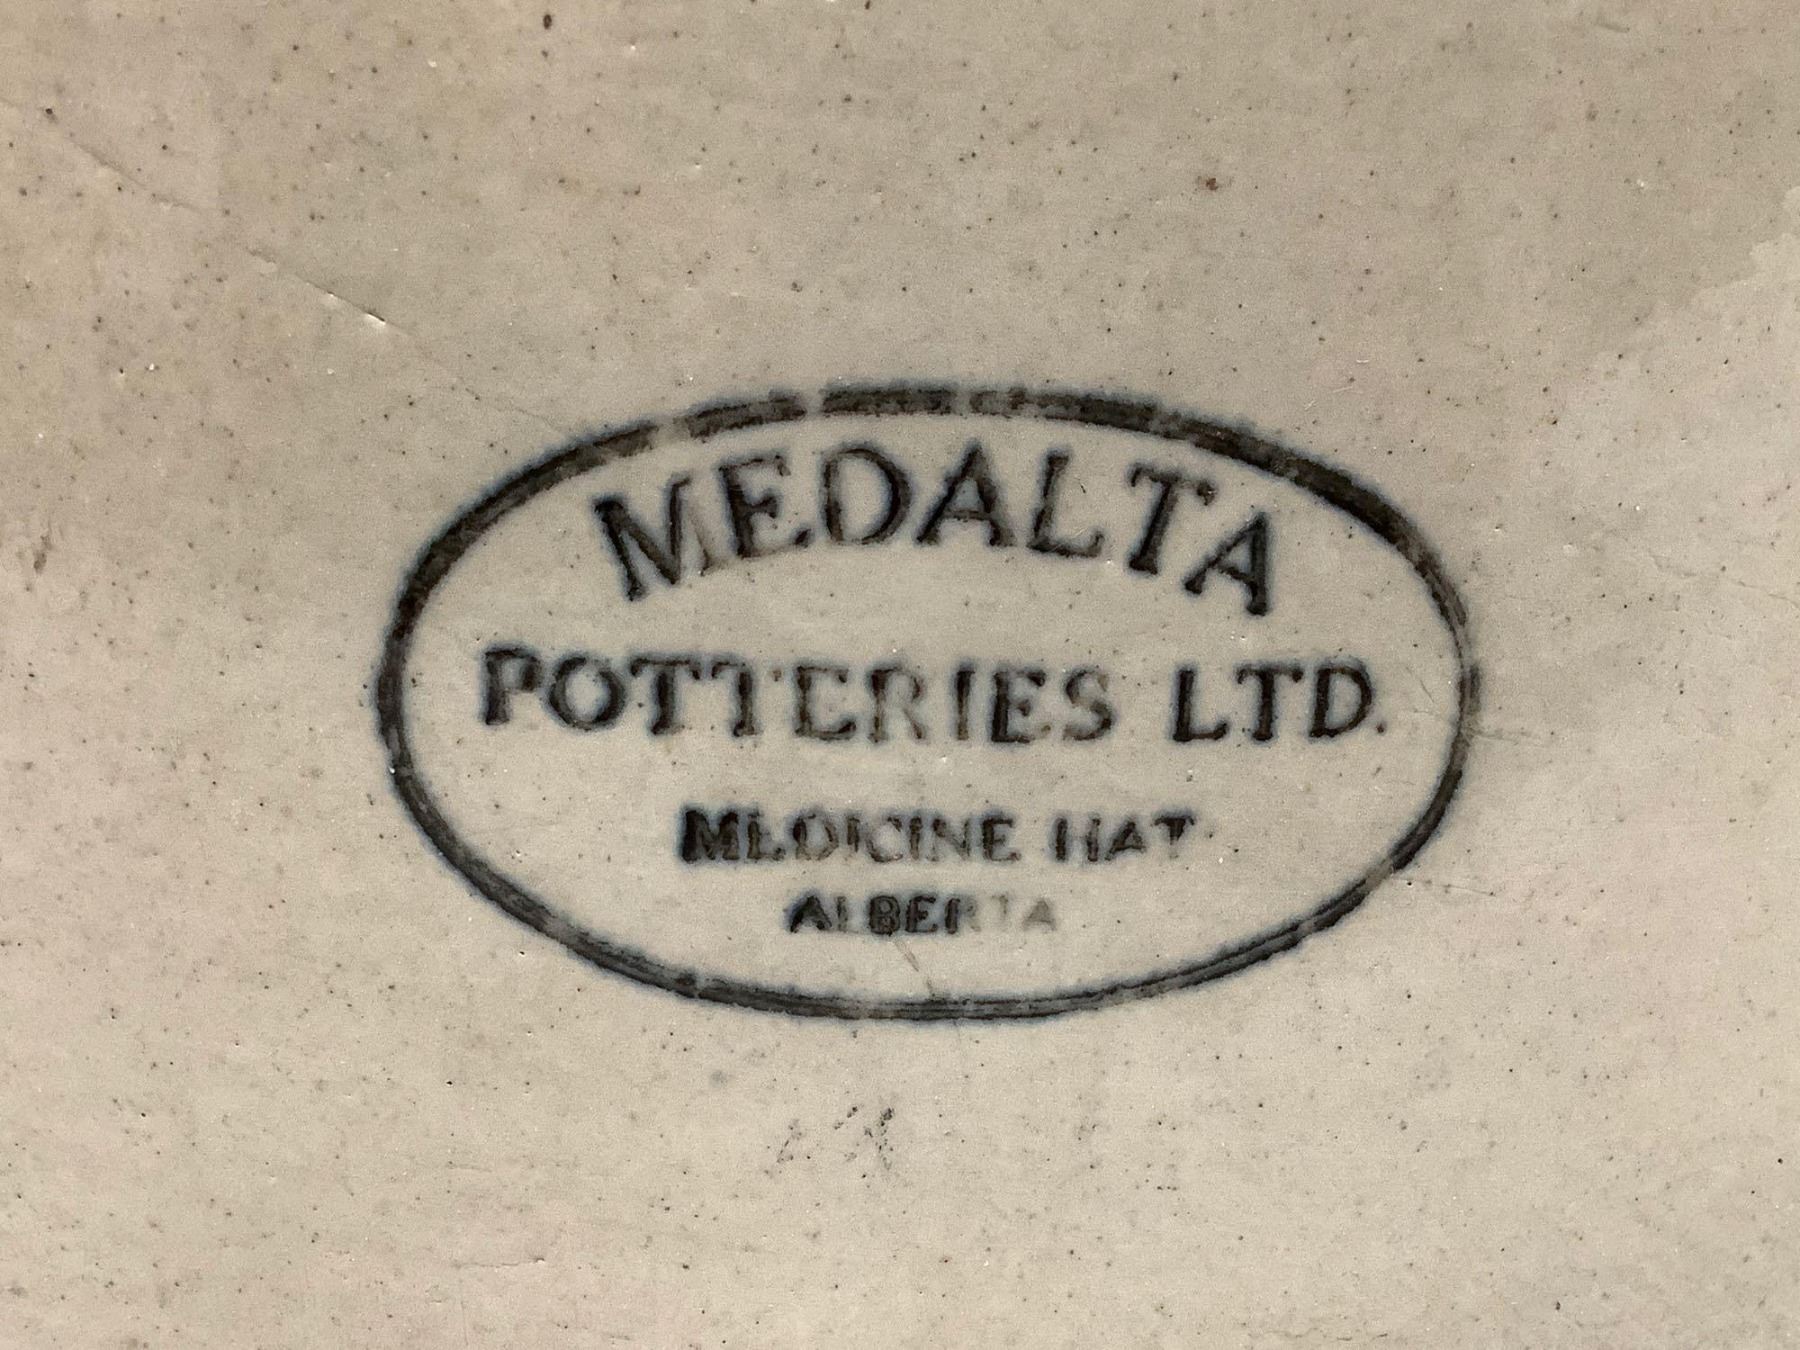 MEDALTA
POTTERIES LTD.
MEDICINE HAT
ALBERTA